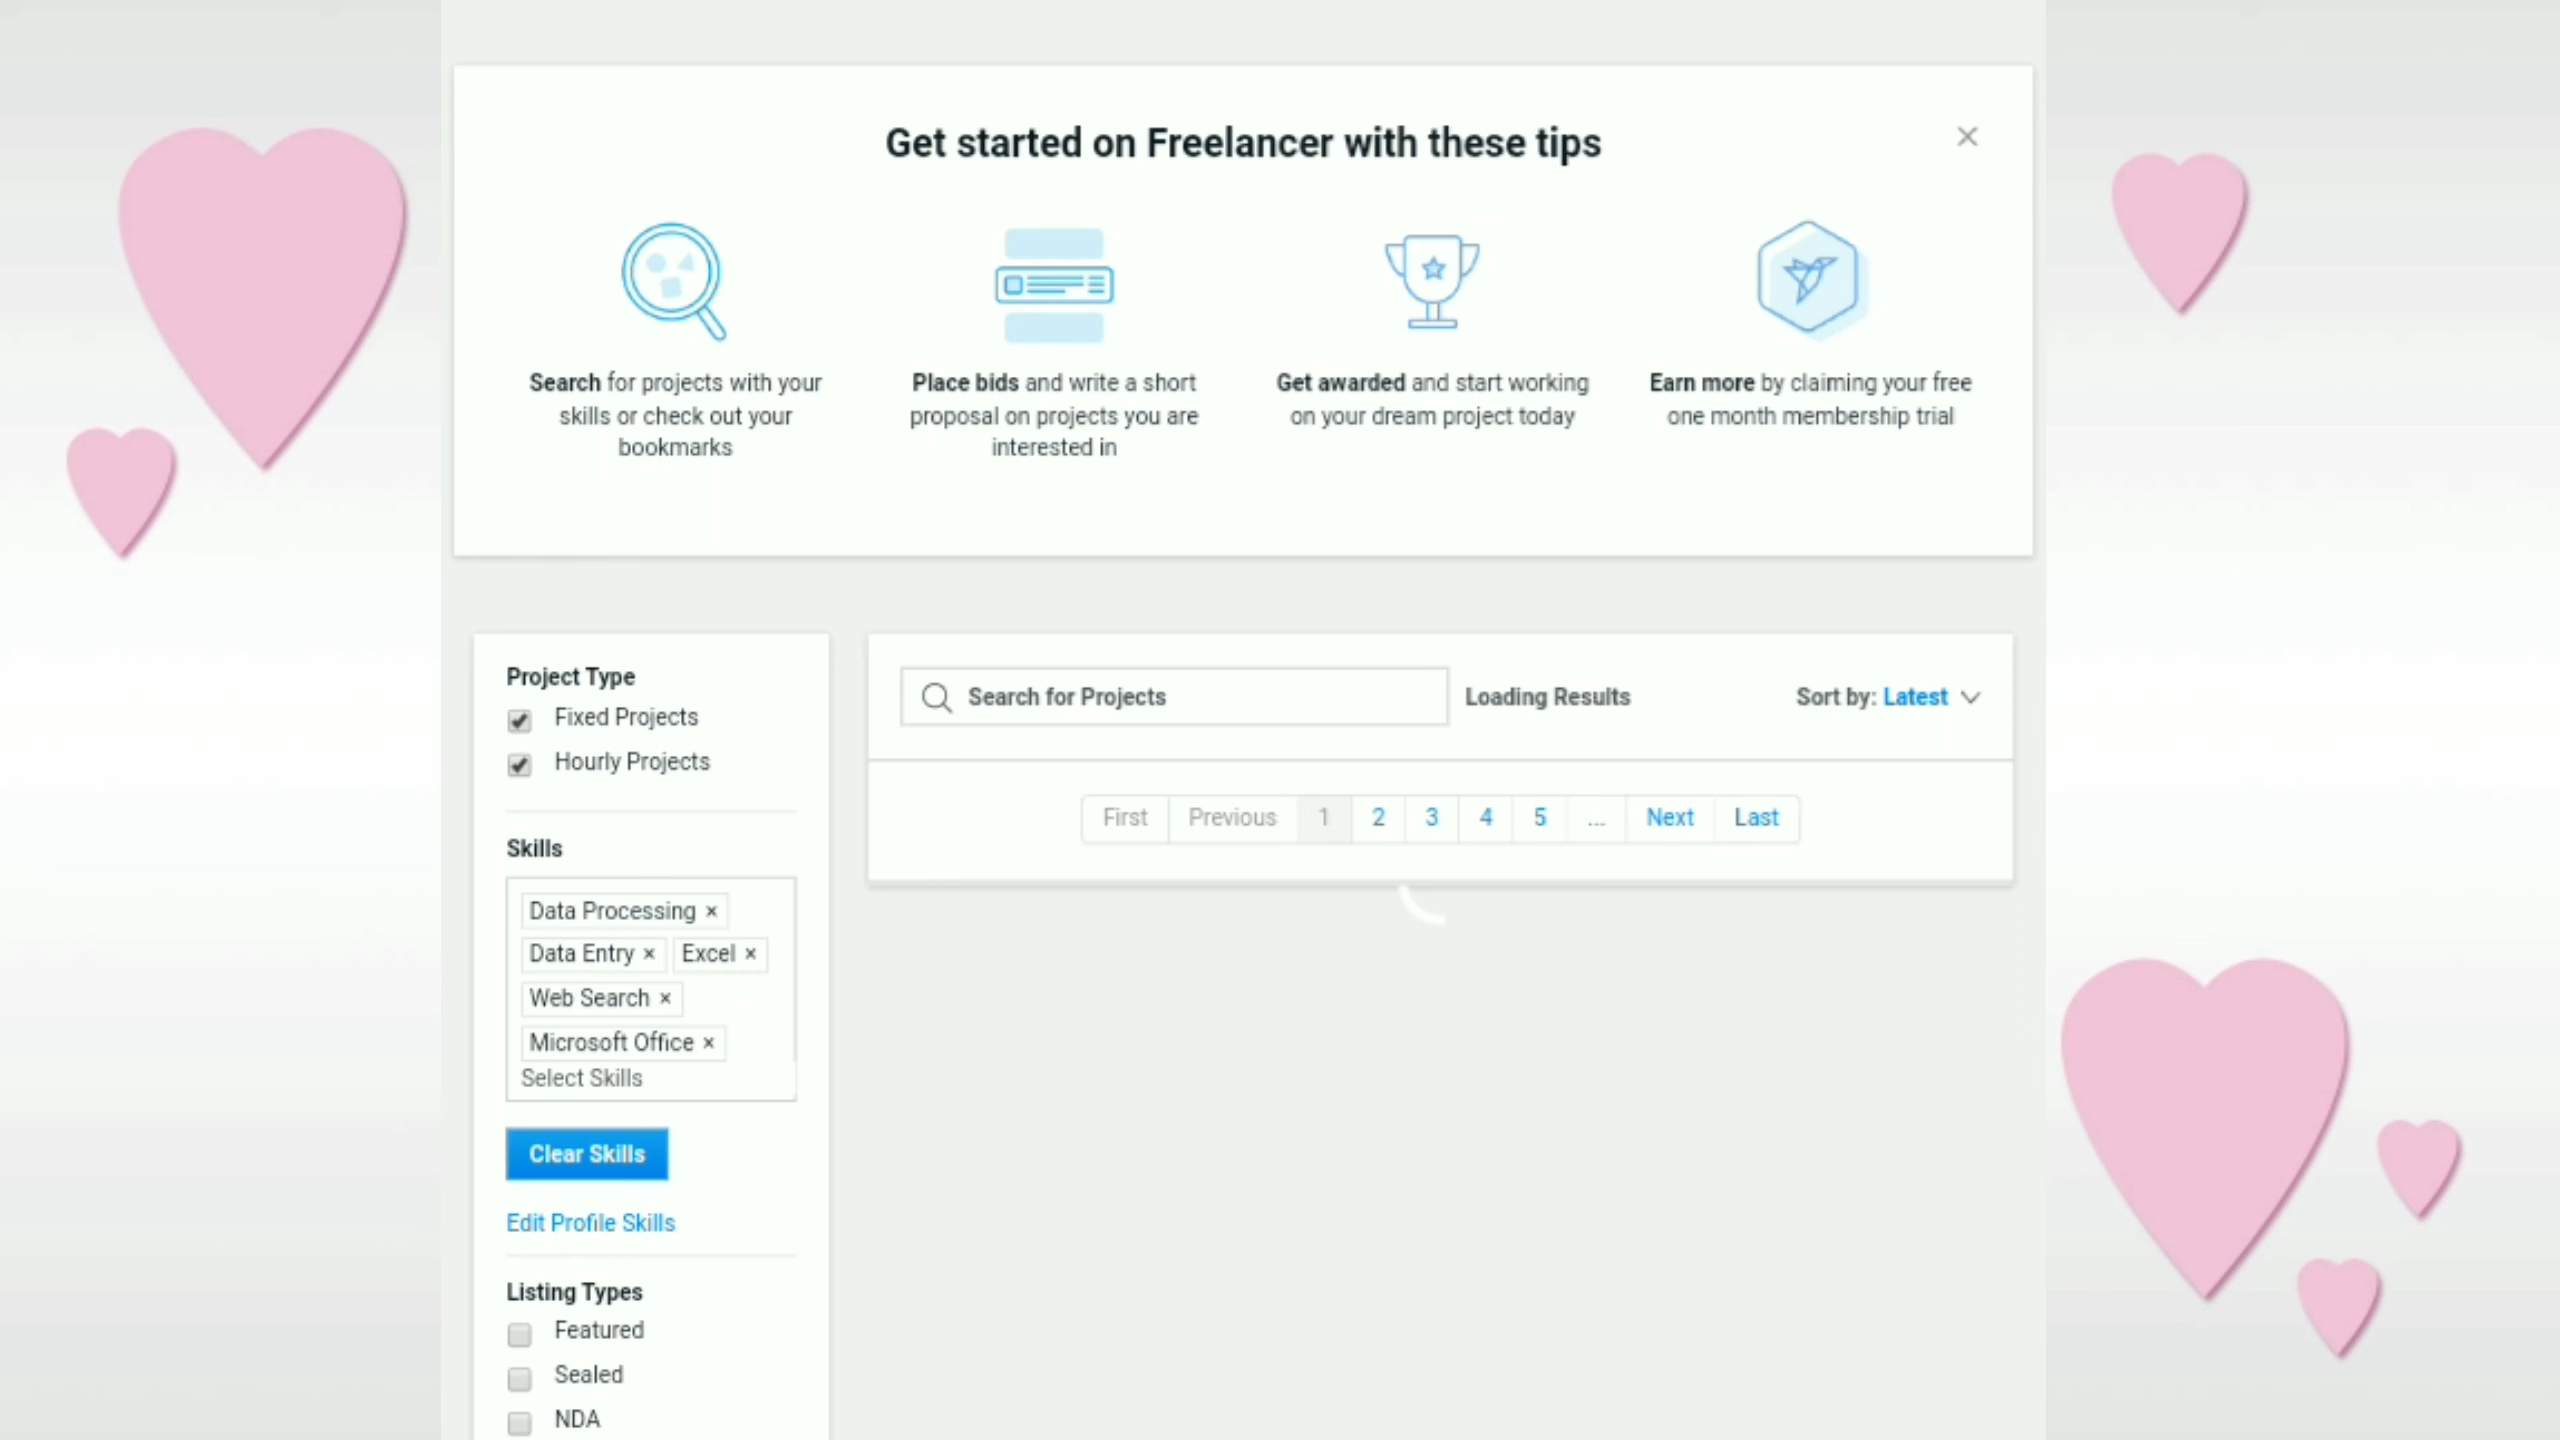 Get started on Freelancer with these tips
Search for projects with your
skills or check out your
bookmarks
Place bids and write a short
proposal on projects you are
interested in
Get awarded and start working
on your dream project today
Earn more by claiming your free
one month membership trial
Project Type
Fixed Projects
Hourly Projects
Skills
Data Processing ×
Data Entry × Excel ×
Web Search ×
Microsoft Office ×
Select Skills
Clear Skills
Edit Profile Skills
Listing Types
Featured
Sealed
NDA
Search for Projects Loading Results Sort by: Latest
First Previous 1 2 3 4 5 ... Next Last